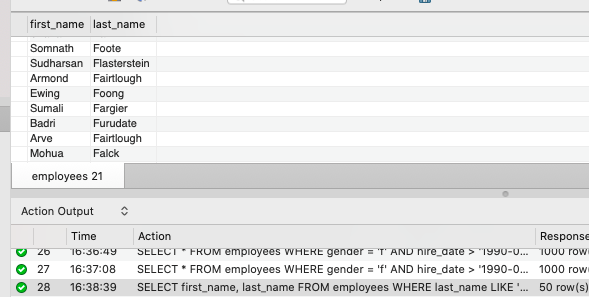 first_name last_name
Somnath Foote
Sudharsan Flasterstein
Armond Fairtlough
Ewing Foong
Sumali Fargier
Badri Furudate
Arve Fairtlough
Mohua Falck
employees 21
Action Output
Time Action Response
26 16:36:49 SELECT * FROM employees WHERE gender = 'f' AND hire_date > '1990-0... 1000 row(
27 16:37:08 SELECT * FROM employees WHERE gender = 'f' AND hire_date > '1990-0... 1000 row(
28 16:38:39 SELECT first_name, last_name FROM employees WHERE last_name LIKE '... 50 row(s)